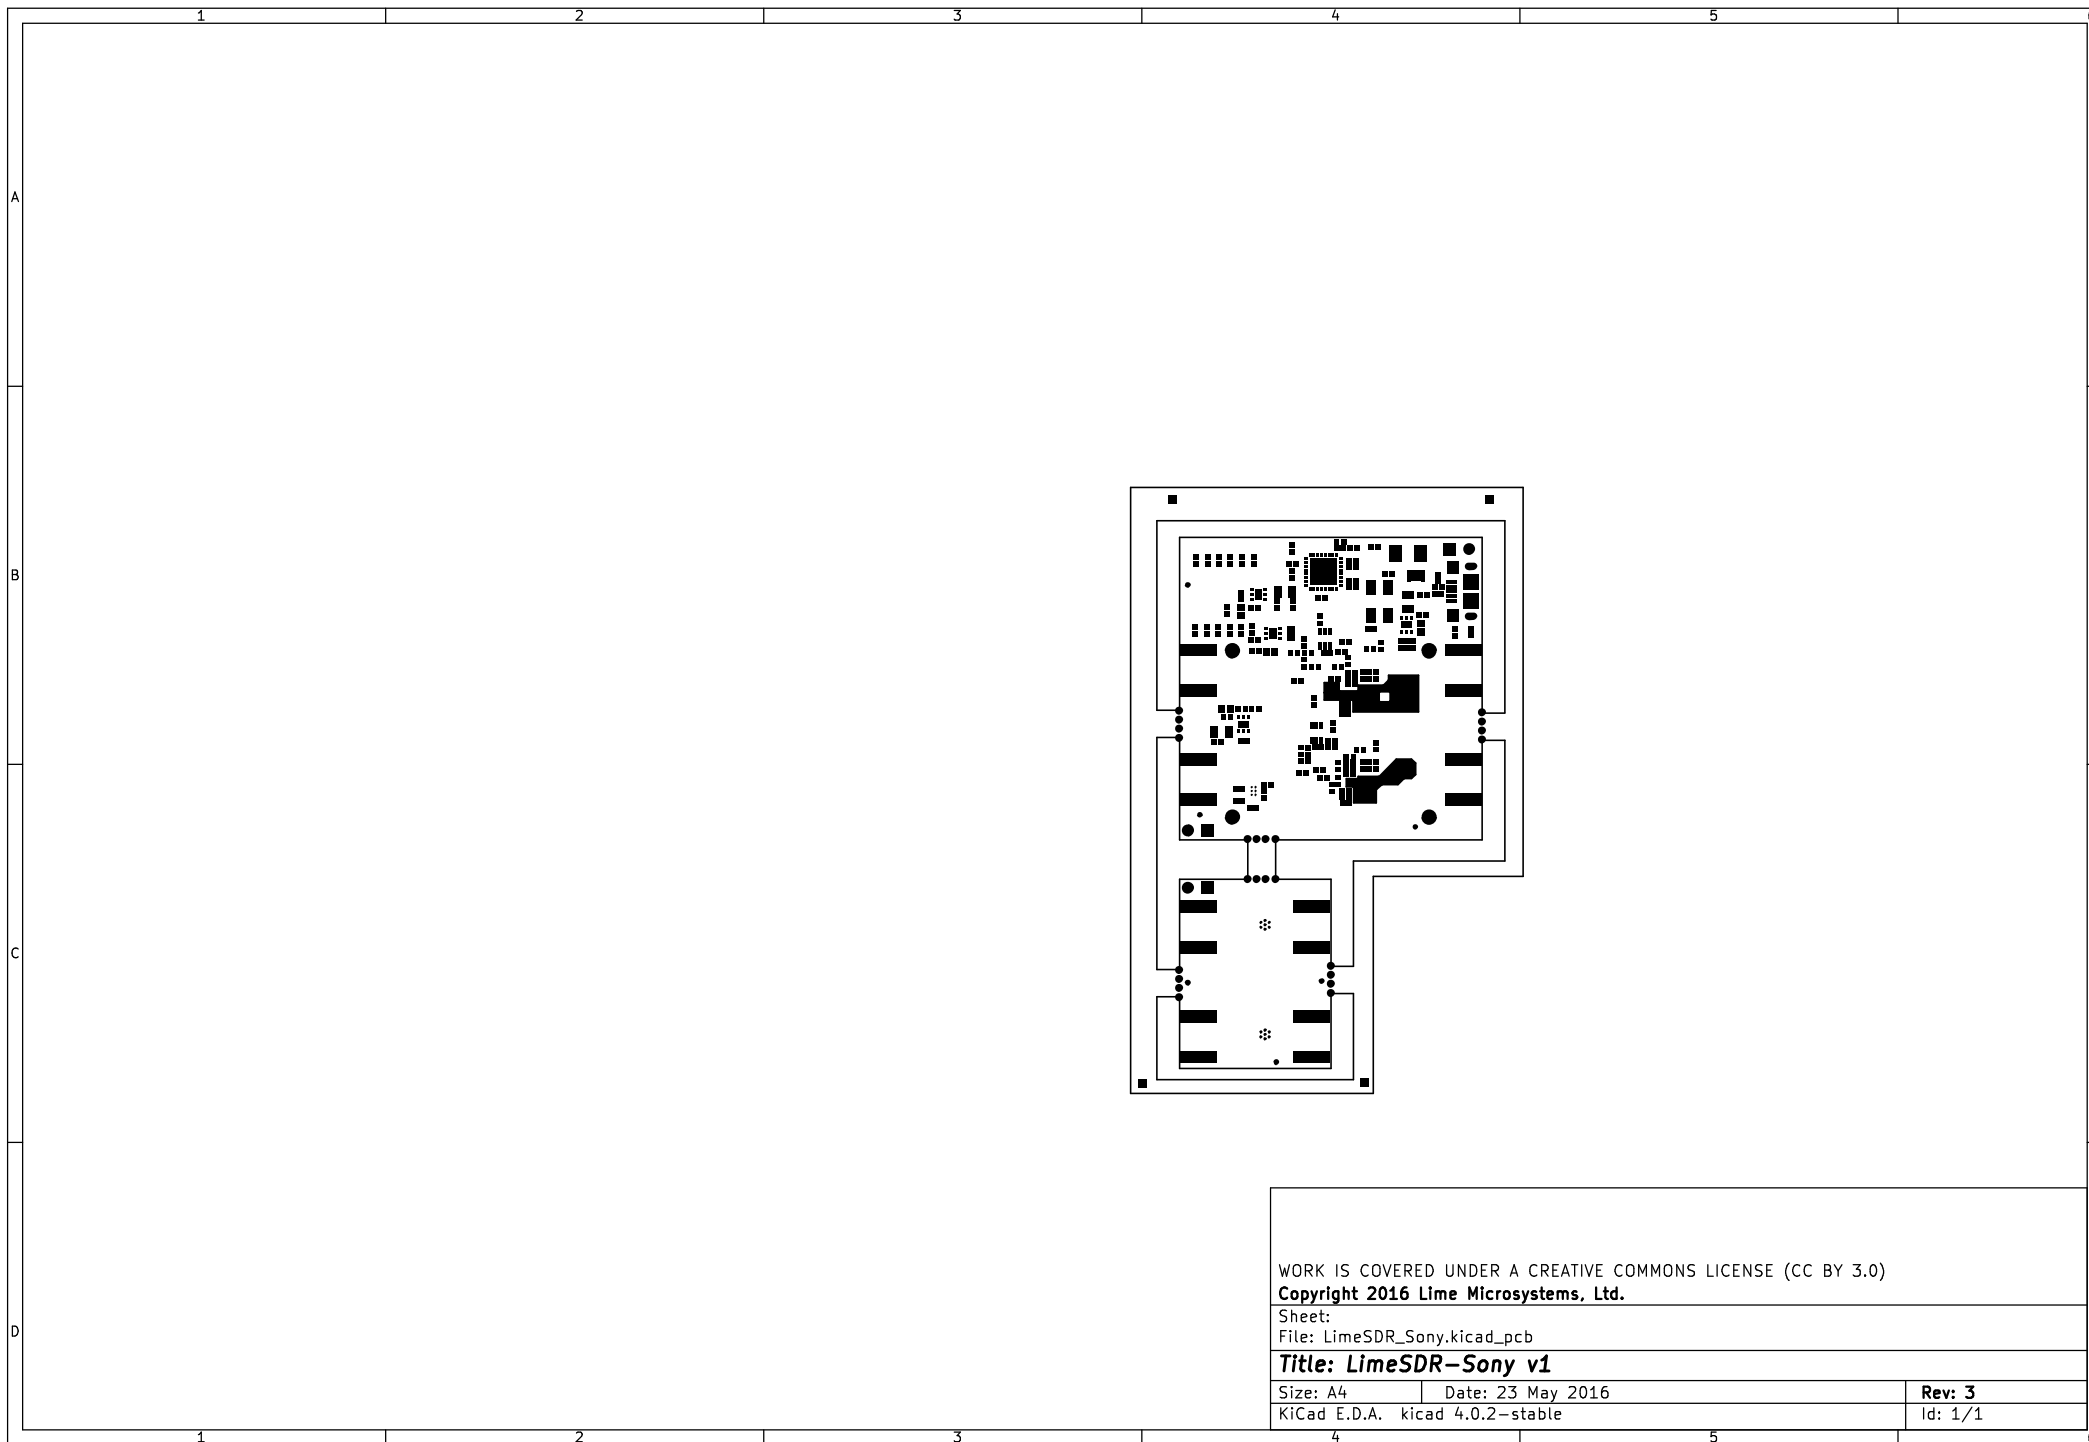 1 2 3 4 5
A
B
C
D
WORK IS COVERED UNDER A CREATIVE COMMONS LICENSE (CC BY 3.0)
Copyright 2016 Lime Microsystems, Ltd.
Sheet:
File: LimeSDR_Sony.kicad_pcb
Title: LimeSDR-Sony v1
Size: A4 Date: 23 May 2016 Rev: 3
KiCad E.D.A. kicad 4.0.2-stable Id: 1/1
1 2 3 4 5